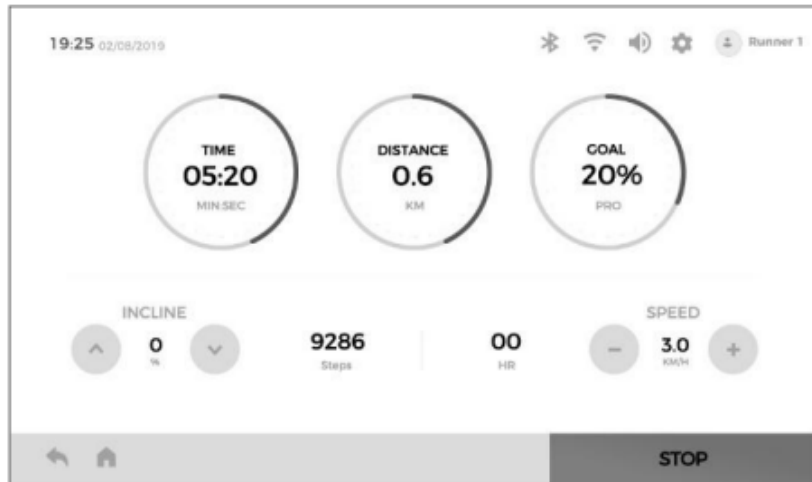 19:25 02/08/2019
Runner 1
TIME
05:20
MIN:SEC
DISTANCE
0.6
KM
GOAL
20%
PRO
INCLINE
0
%
9286
Steps
00
HR
SPEED
3.0
KM/H
STOP